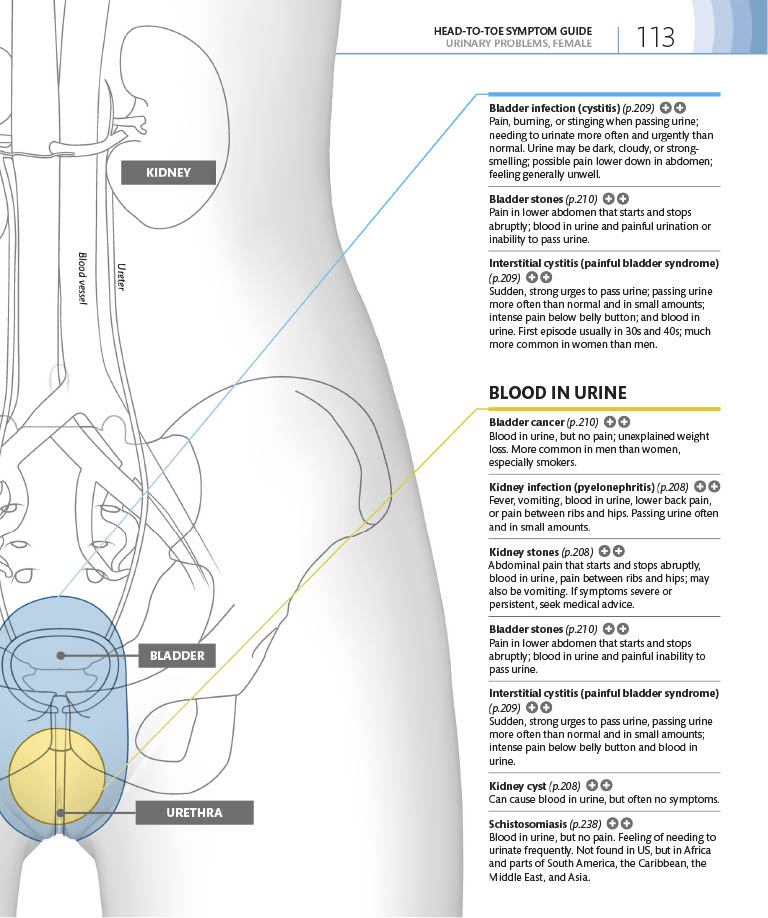 HEAD-TO-TOE SYMPTOM GUIDE
URINARY PROBLEMS, FEMALE
113
KIDNEY
Blood vessel
Ureter
BLADDER
URETHRA
Bladder infection (cystitis) (p.209)
Pain, burning, or stinging when passing urine;
needing to urinate more often and urgently than
normal. Urine may be dark, cloudy, or strong-
smelling; possible pain lower down in abdomen;
feeling generally unwell.
Bladder stones (p.210)
Pain in lower abdomen that starts and stops
abruptly; blood in urine and painful urination or
inability to pass urine.
Interstitial cystitis (painful bladder syndrome)
(p.209)
Sudden, strong urges to pass urine; passing urine
more often than normal and in small amounts;
intense pain below belly button; and blood in
urine. First episode usually in 30s and 40s; much
more common in women than men.
BLOOD IN URINE
Bladder cancer (p.210)
Blood in urine, but no pain; unexplained weight
loss. More common in men than women,
especially smokers.
Kidney infection (pyelonephritis) (p.208)
Fever, vomiting, blood in urine, lower back pain,
or pain between ribs and hips. Passing urine often
and in small amounts.
Kidney stones (p.208)
Abdominal pain that starts and stops abruptly,
blood in urine, pain between ribs and hips; may
also be vomiting. If symptoms severe or
persistent, seek medical advice.
Bladder stones (p.210)
Pain in lower abdomen that starts and stops
abruptly; blood in urine and painful inability to
pass urine.
Interstitial cystitis (painful bladder syndrome)
(p.209)
Sudden, strong urges to pass urine, passing urine
more often than normal and in small amounts;
intense pain below belly button and blood in
urine.
Kidney cyst (p.208)
Can cause blood in urine, but often no symptoms.
Schistosomiasis (p.238)
Blood in urine, but no pain. Feeling of needing to
urinate frequently. Not found in US, but in Africa
and parts of South America, the Caribbean, the
Middle East, and Asia.